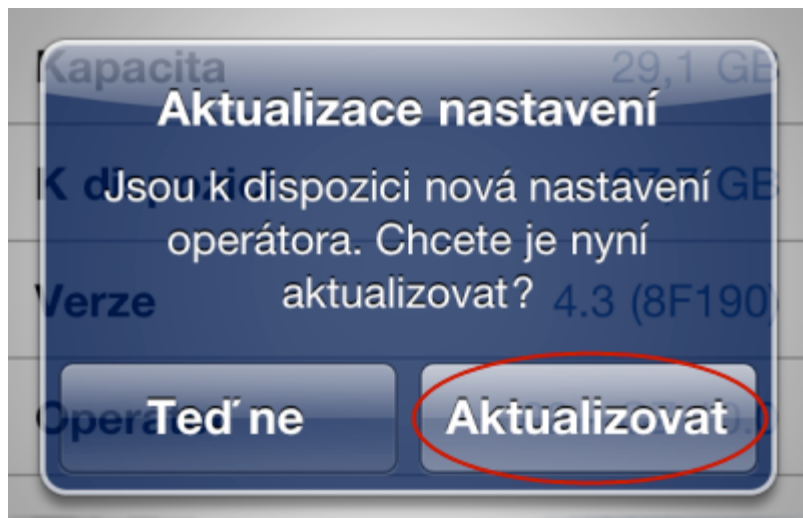 Kapacita 29,1 GB
Aktualizace nastavení
Jsou k dispozici nová nastavení
operátora. Chcete je nyní
aktualizovat?
Verze 4.3 (8F190)
Teď ne
Aktualizovat